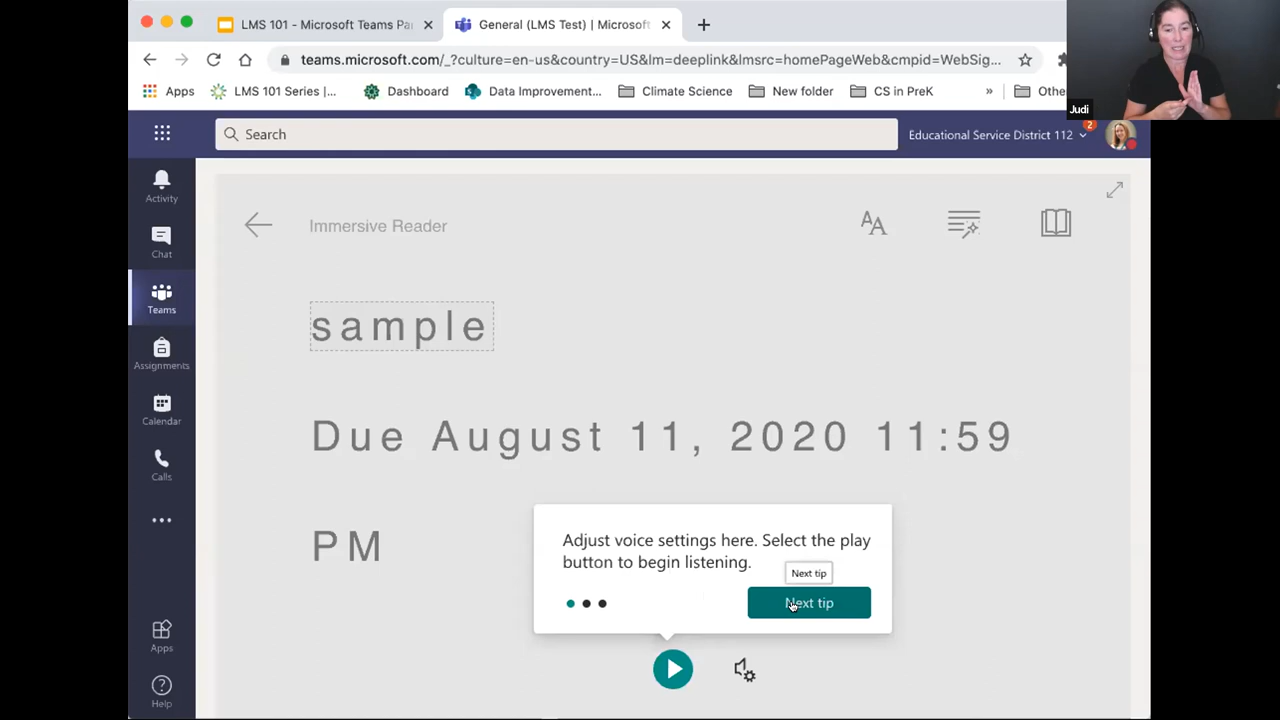 LMS 101 - Microsoft Teams Pa
General (LMS Test) | Microsoft
teams.microsoft.com/_?culture=en-us&country=US&lm=deeplink&lmsrc=homePageWeb&cmpid=WebSig...
Apps
LMS 101 Series |...
Dashboard
Data Improvement...
Climate Science
New folder
CS in PreK
»
Othe
Judi
Search
Educational Service District 112
2
Activity
Chat
Teams
Assignments
Calendar
Calls
Apps
Help
Immersive Reader
AA
sample
Due August 11, 2020 11:59
PM
Adjust voice settings here. Select the play
button to begin listening.
Next tip
Next tip